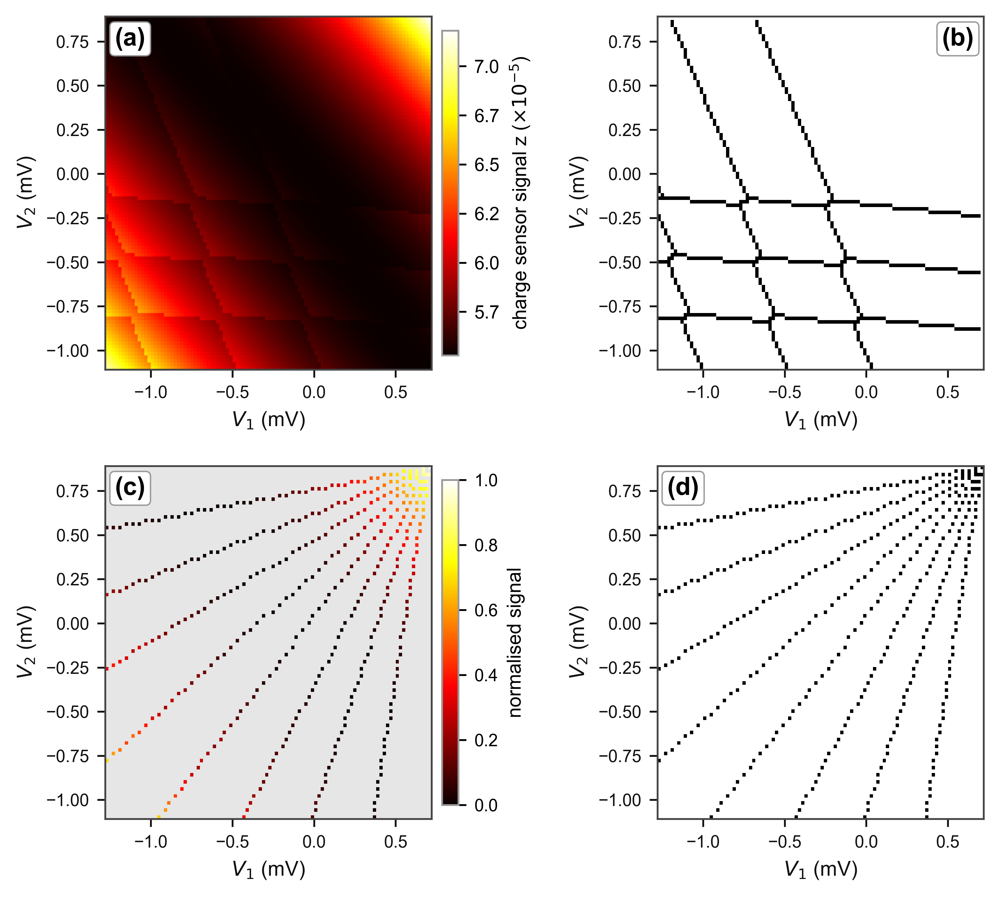 (a)
0.75
0.50
0.25
0.00
−0.25
−0.50
−0.75
−1.00
V₂ (mV)
−1.0 −0.5 0.0 0.5
V₁ (mV)
7.0
6.7
6.5
6.2
6.0
5.7
charge sensor signal z (×10⁻⁵)
(b)
0.75
0.50
0.25
0.00
−0.25
−0.50
−0.75
−1.00
V₂ (mV)
−1.0 −0.5 0.0 0.5
V₁ (mV)
(c)
0.75
0.50
0.25
0.00
−0.25
−0.50
−0.75
−1.00
V₂ (mV)
−1.0 −0.5 0.0 0.5
V₁ (mV)
1.0
0.8
0.6
0.4
0.2
0.0
normalised signal
(d)
0.75
0.50
0.25
0.00
−0.25
−0.50
−0.75
−1.00
V₂ (mV)
−1.0 −0.5 0.0 0.5
V₁ (mV)